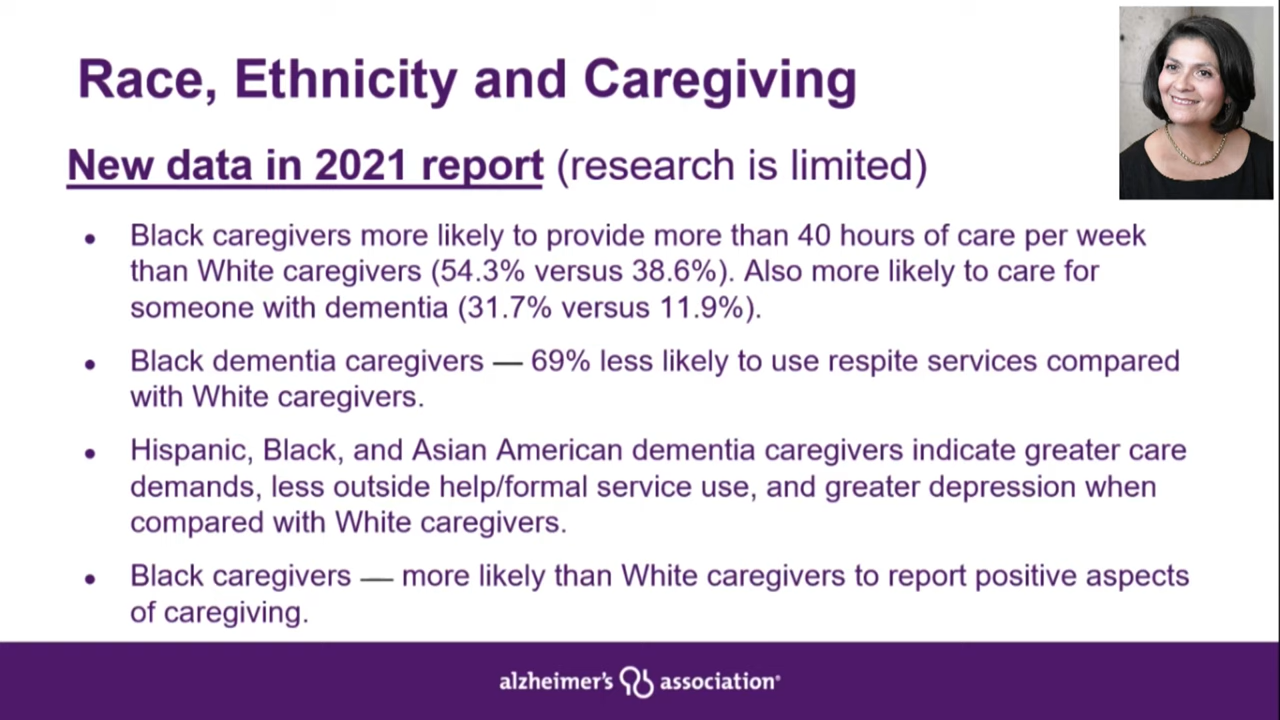 Race, Ethnicity and Caregiving
New data in 2021 report (research is limited)
• Black caregivers more likely to provide more than 40 hours of care per week
than White caregivers (54.3% versus 38.6%). Also more likely to care for
someone with dementia (31.7% versus 11.9%).
• Black dementia caregivers — 69% less likely to use respite services compared
with White caregivers.
• Hispanic, Black, and Asian American dementia caregivers indicate greater care
demands, less outside help/formal service use, and greater depression when
compared with White caregivers.
• Black caregivers — more likely than White caregivers to report positive aspects
of caregiving.
alzheimer's association®